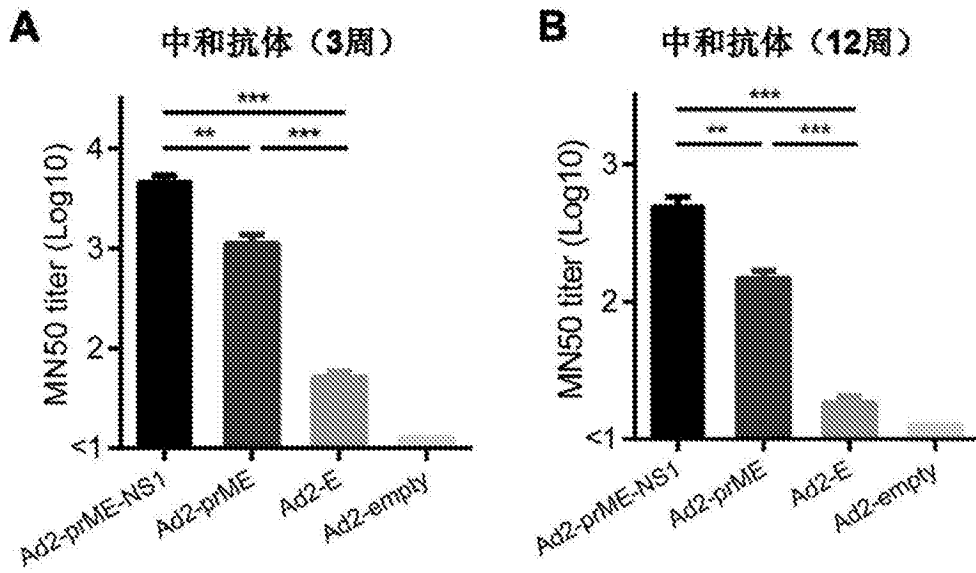 A
中和抗体（3周）
***
** ***
MN50 titer (Log10)
4
3
2
<1
Ad2-prME-NS1
Ad2-prME
Ad2-E
Ad2-empty
B
中和抗体（12周）
***
** ***
MN50 titer (Log10)
3
2
<1
Ad2-prME-NS1
Ad2-prME
Ad2-E
Ad2-empty